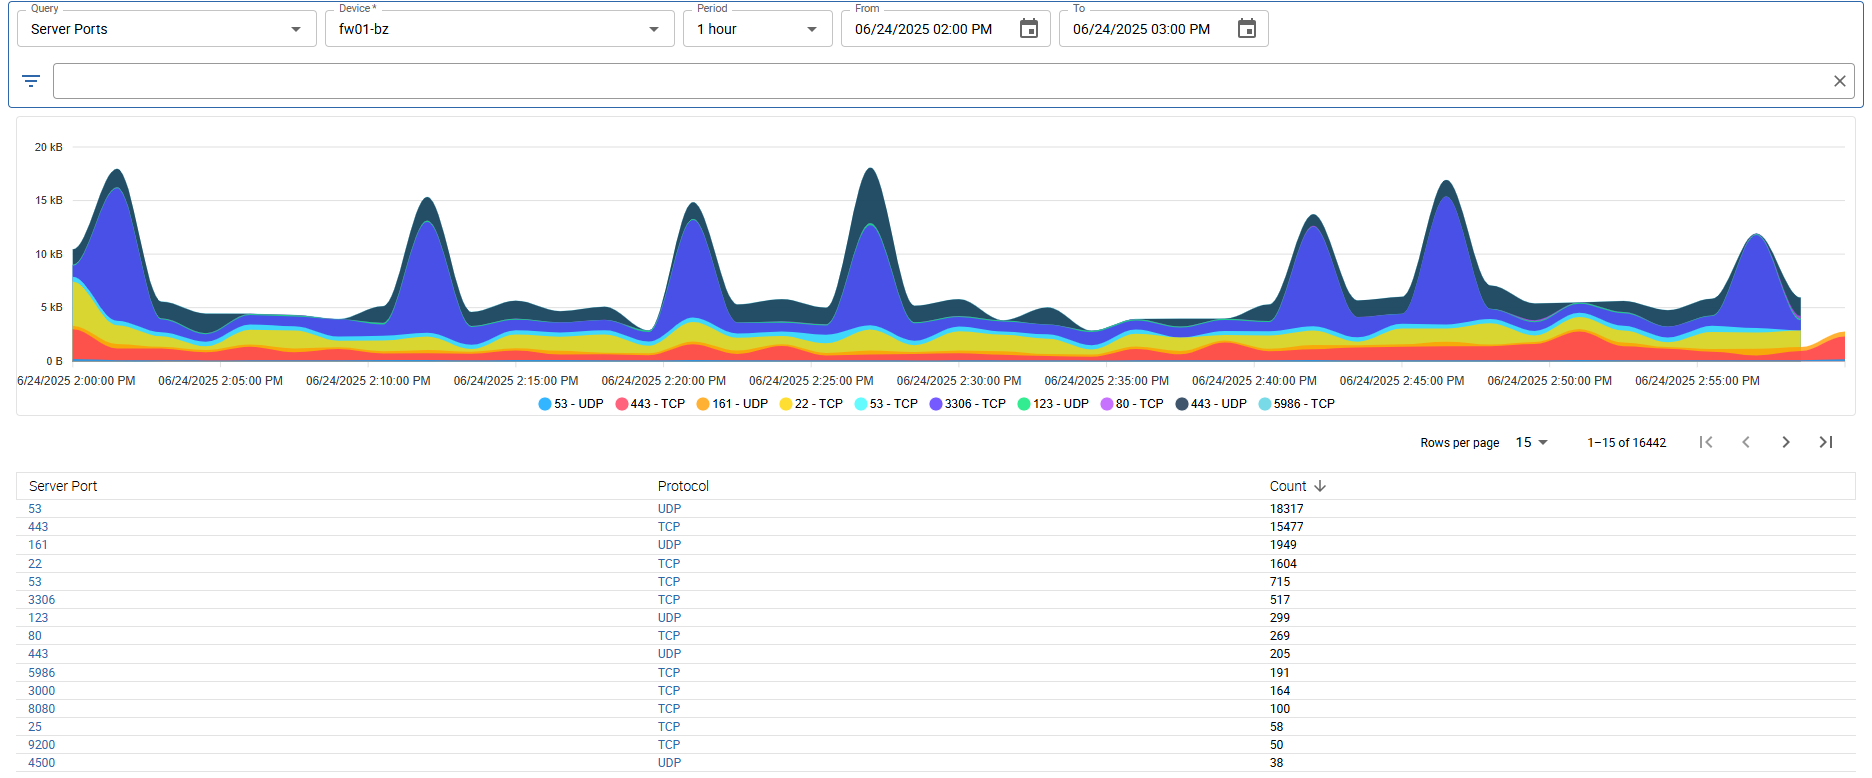 Query Device * Period From To
Server Ports fw01-bz 1 hour 06/24/2025 02:00 PM 06/24/2025 03:00 PM
20 kB
15 kB
10 kB
5 kB
0 B
6/24/2025 2:00:00 PM 06/24/2025 2:05:00 PM 06/24/2025 2:10:00 PM 06/24/2025 2:15:00 PM 06/24/2025 2:20:00 PM 06/24/2025 2:25:00 PM 06/24/2025 2:30:00 PM 06/24/2025 2:35:00 PM 06/24/2025 2:40:00 PM 06/24/2025 2:45:00 PM 06/24/2025 2:50:00 PM 06/24/2025 2:55:00 PM
53 - UDP 443 - TCP 161 - UDP 22 - TCP 53 - TCP 3306 - TCP 123 - UDP 80 - TCP 443 - UDP 5986 - TCP
Rows per page 15 1–15 of 16442
Server Port Protocol Count
53 UDP 18317
443 TCP 15477
161 UDP 1949
22 TCP 1604
53 TCP 715
3306 TCP 517
123 UDP 299
80 TCP 269
443 UDP 205
5986 TCP 191
3000 TCP 164
8080 TCP 100
25 TCP 58
9200 TCP 50
4500 UDP 38